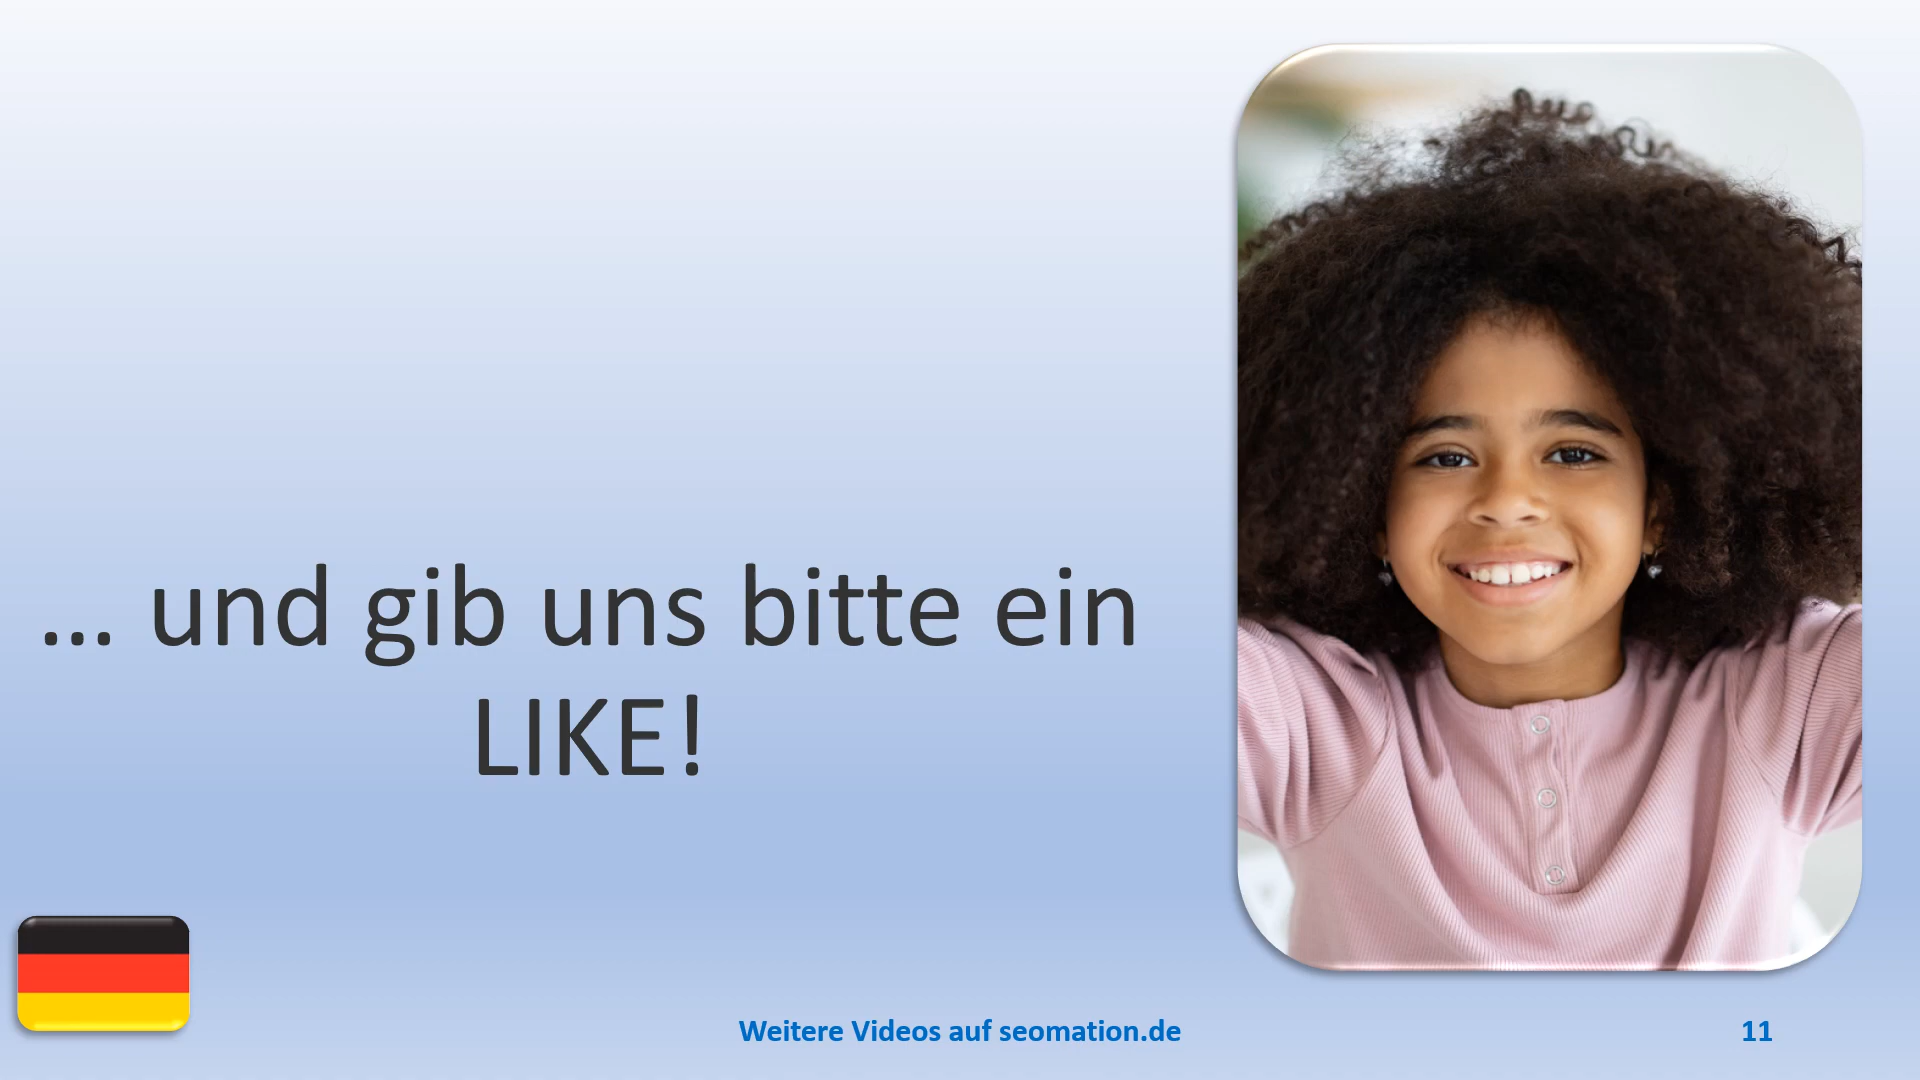 ... und gib uns bitte ein
LIKE!
Weitere Videos auf seomation.de
11